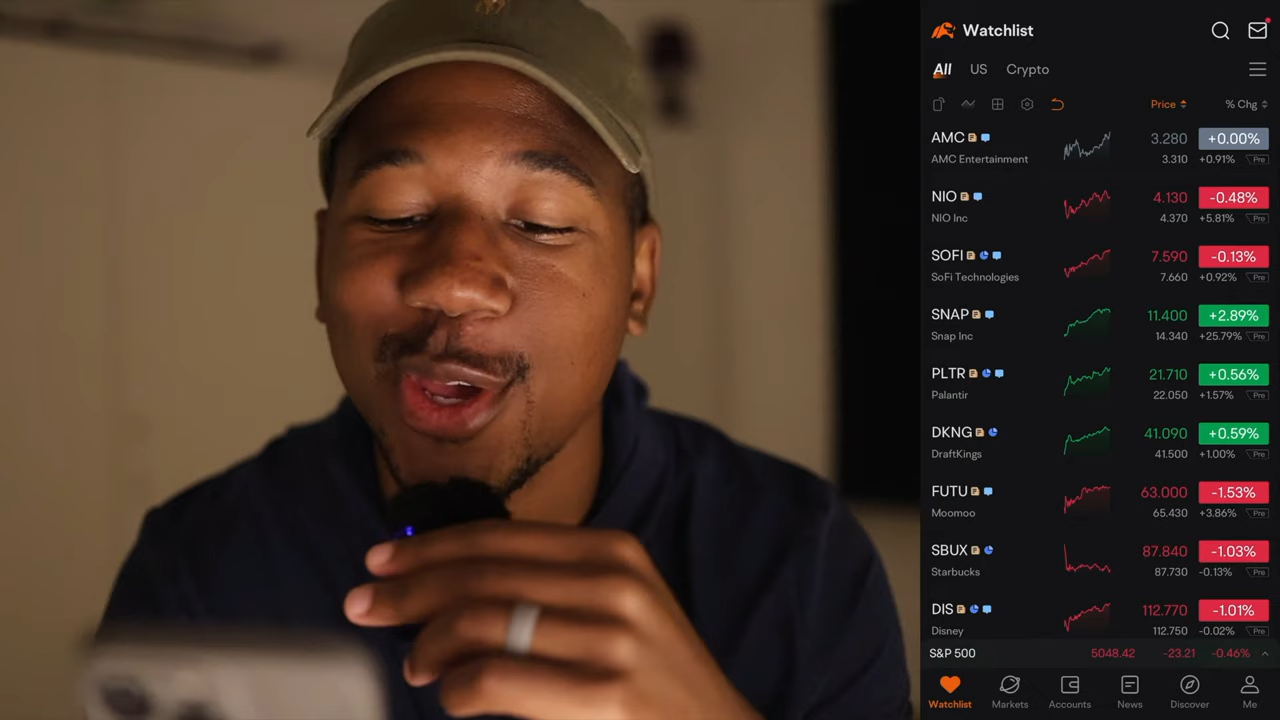 Watchlist
All US Crypto
Price % Chg
AMC 3.280 +0.00%
AMC Entertainment 3.310 +0.91% Pre
NIO 4.130 -0.48%
NIO Inc 4.370 +5.81% Pre
SOFI 7.590 -0.13%
SoFi Technologies 7.660 +0.92% Pre
SNAP 11.400 +2.89%
Snap Inc 14.340 +25.79% Pre
PLTR 21.710 +0.56%
Palantir 22.050 +1.57% Pre
DKNG 41.090 +0.59%
DraftKings 41.500 +1.00% Pre
FUTU 63.000 -1.53%
Moomoo 65.430 +3.86% Pre
SBUX 87.840 -1.03%
Starbucks 87.730 -0.13% Pre
DIS 112.770 -1.01%
Disney 112.750 -0.02% Pre
S&P 500 5048.42 -23.21 -0.46%
Watchlist Markets Accounts News Discover Me